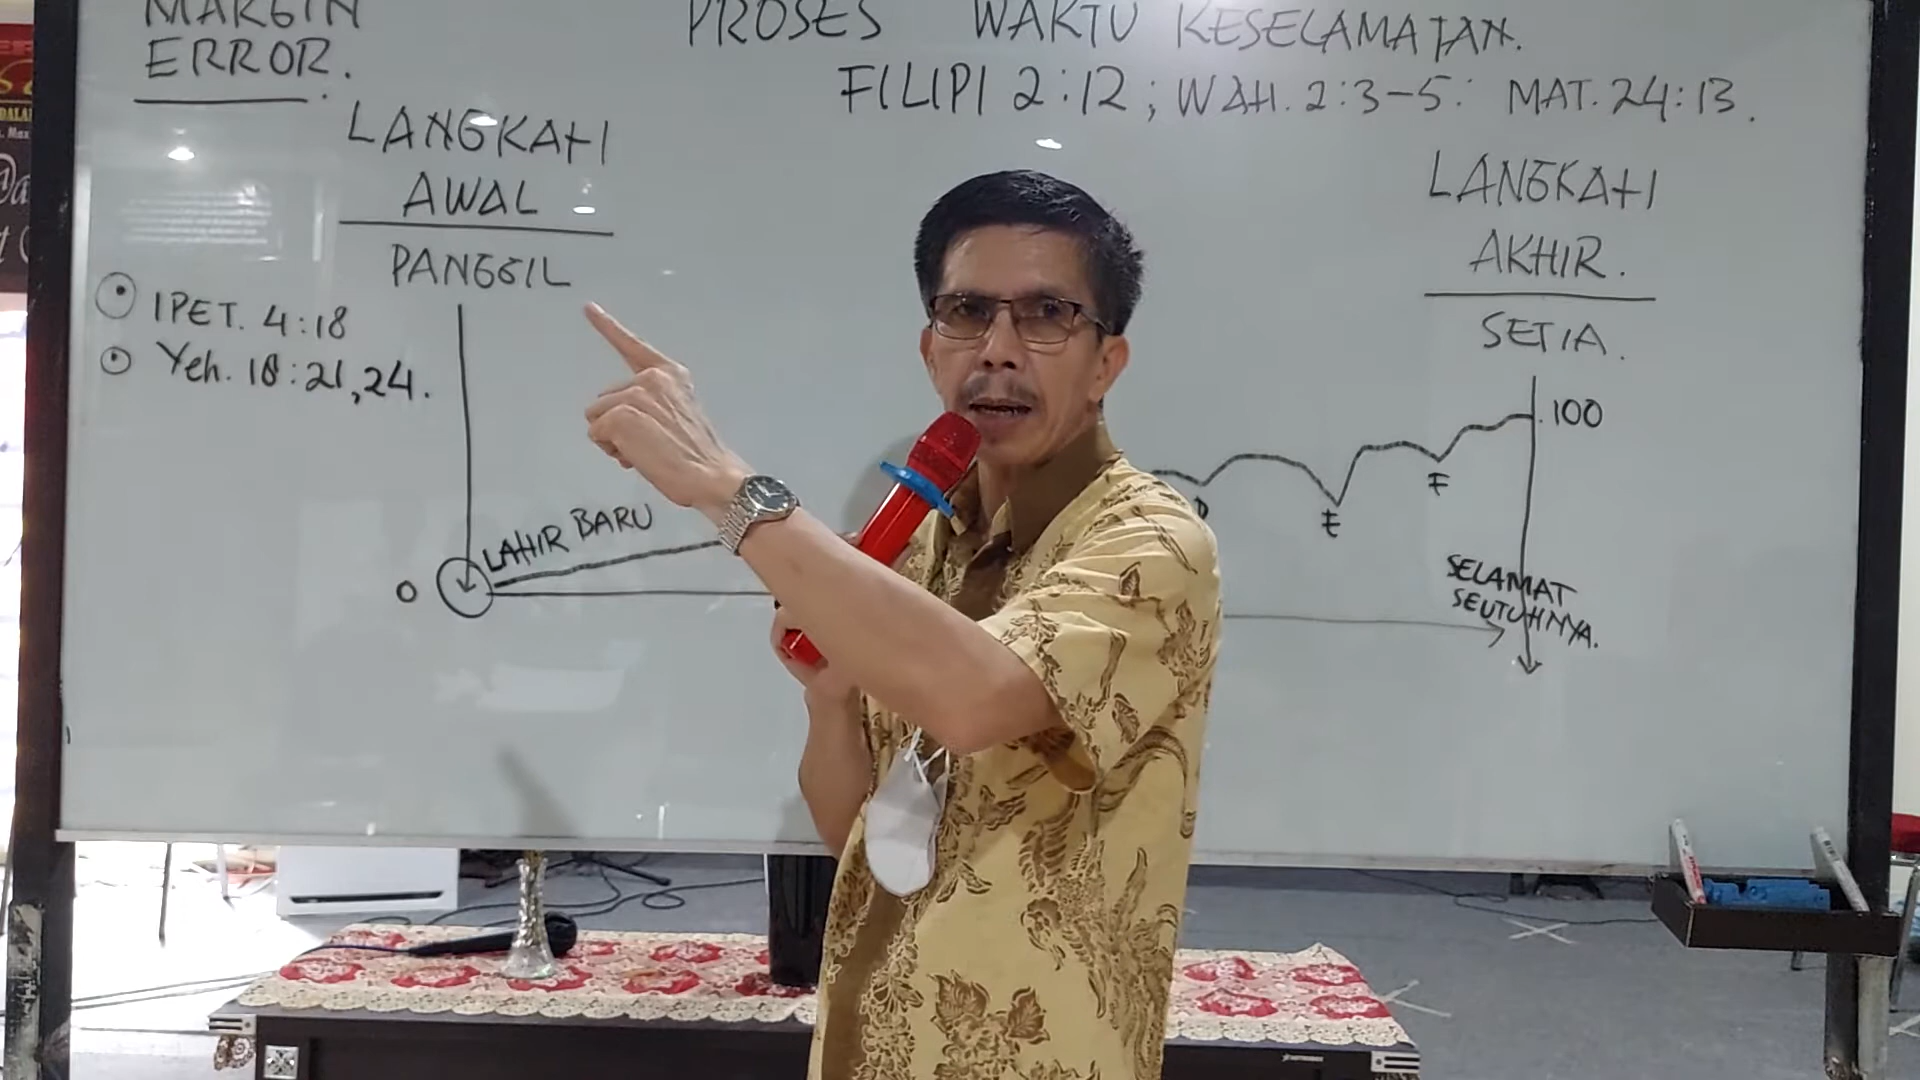 MARGIN
ERROR.
PROSES WAKTU KESELAMATAN.
FILIPI 2:12; WAH. 2:3-5: MAT. 24:13.
LANGKAH
AWAL
PANGGIL
1PET. 4:18
Yeh. 18:21,24.
LAHIR BARU
0
LANGKAH
AKHIR.
SETIA.
100
D
E
F
SELAMAT
SEUTUHNYA.